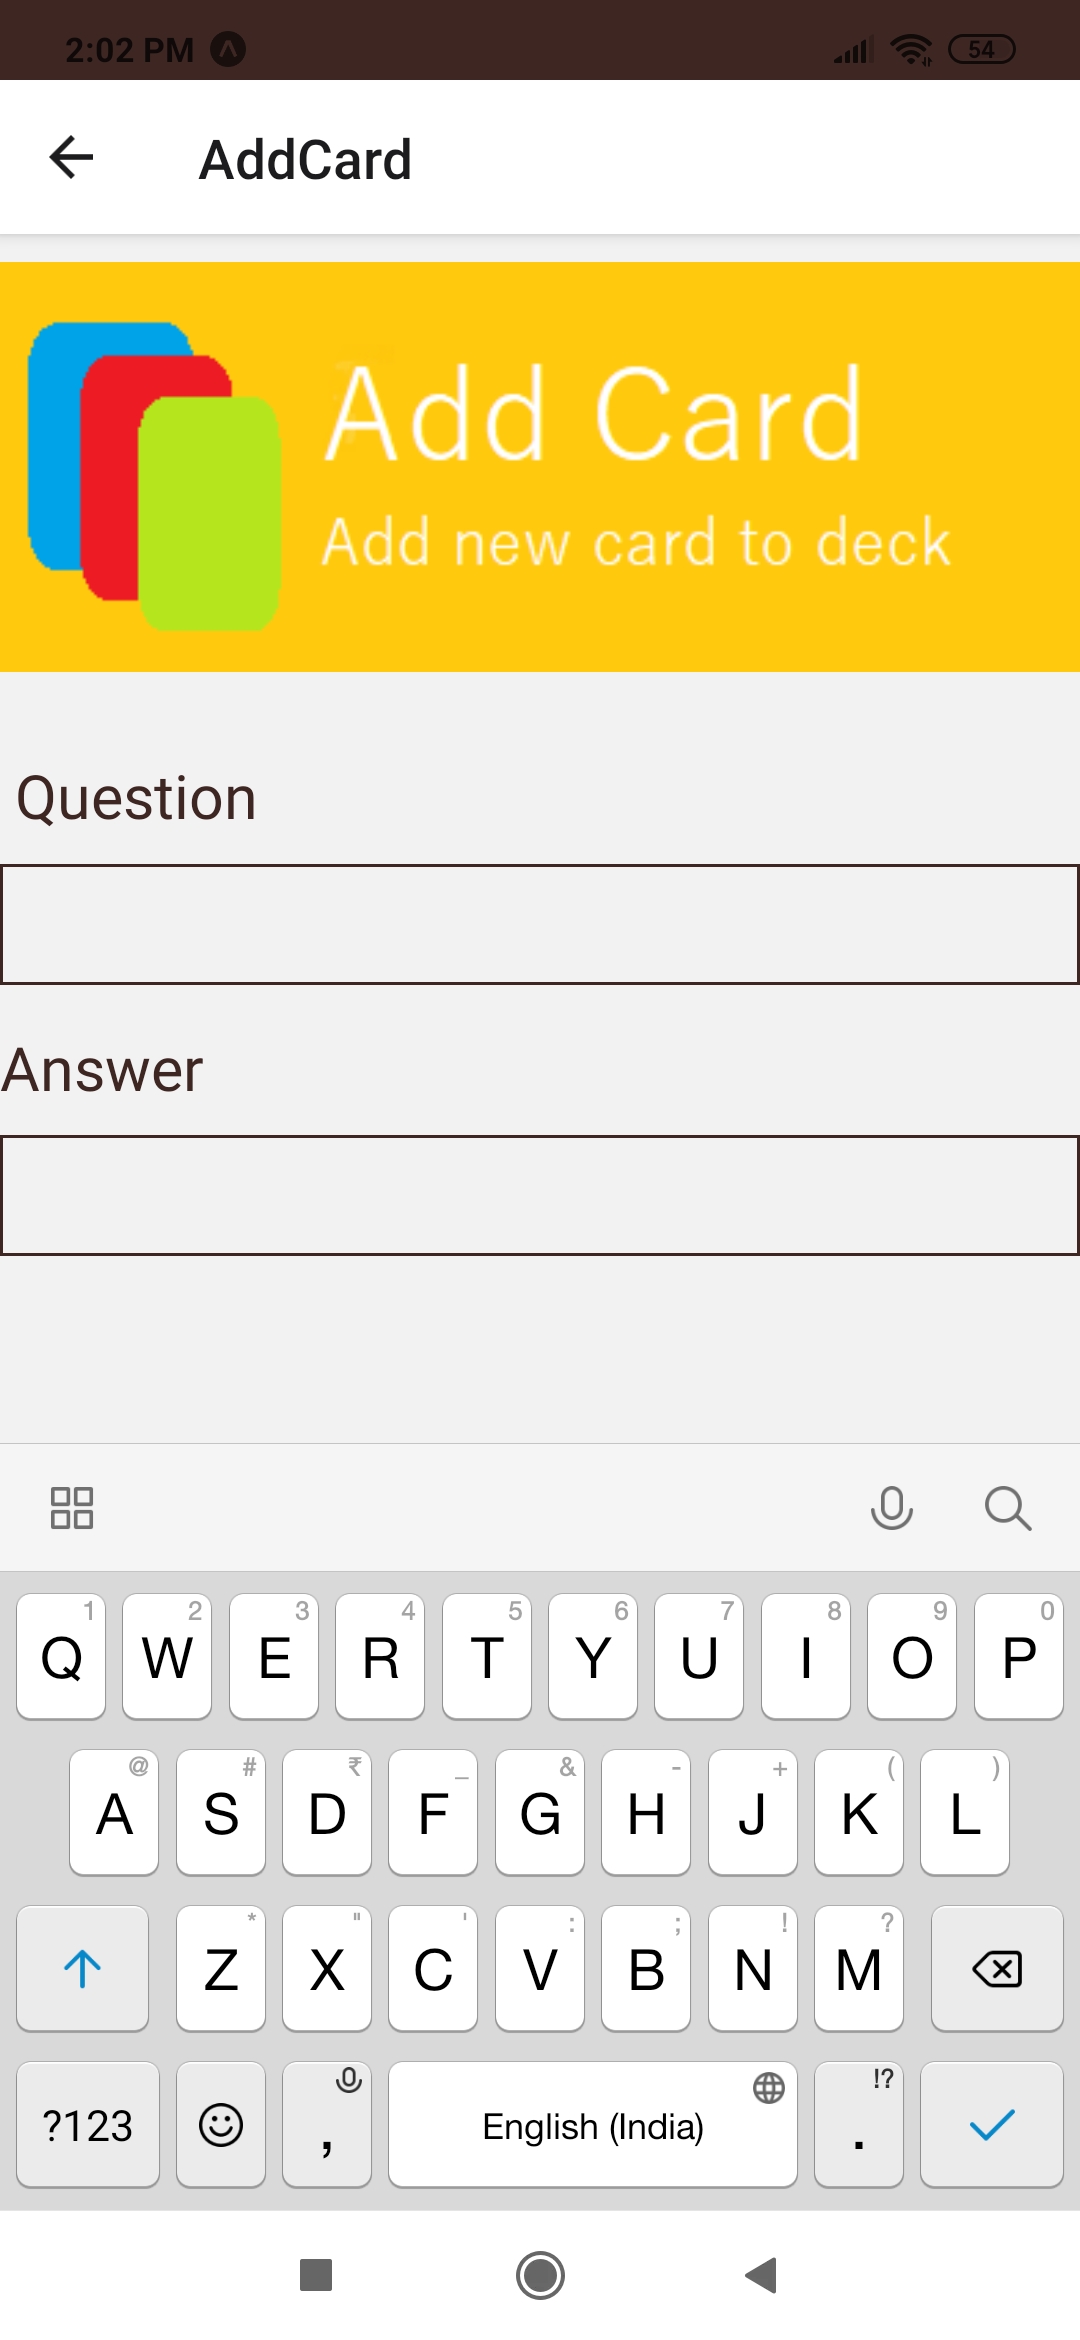 2:02 PM
54
AddCard
Add Card
Add new card to deck
Question
Answer
1 2 3 4 5 6 7 8 9 0
Q W E R T Y U I O P
@ # ₹ _ & - + ( )
A S D F G H J K L
* " ' : ; ! ?
Z X C V B N M
!?
?123 , English (India) .